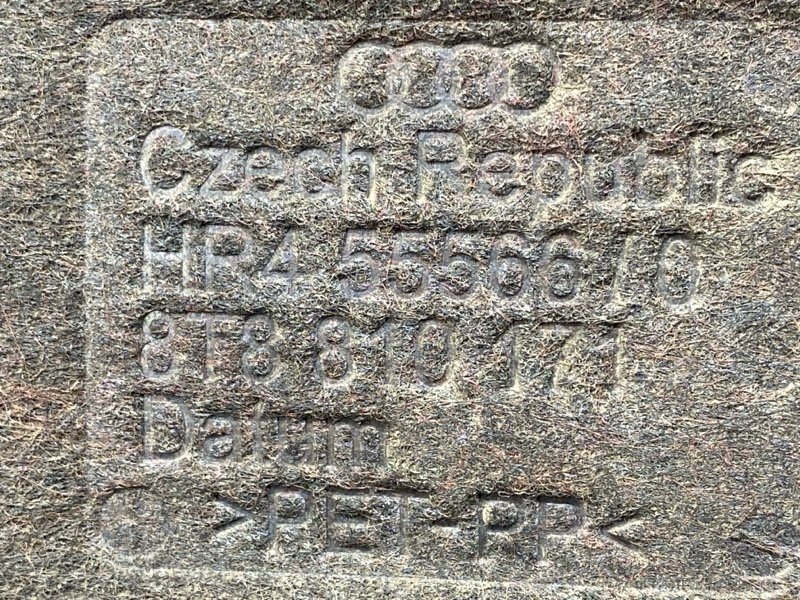 Czech Republic
HR4 55566 / 0
8T8 810 171
Datum
>PET-PP<